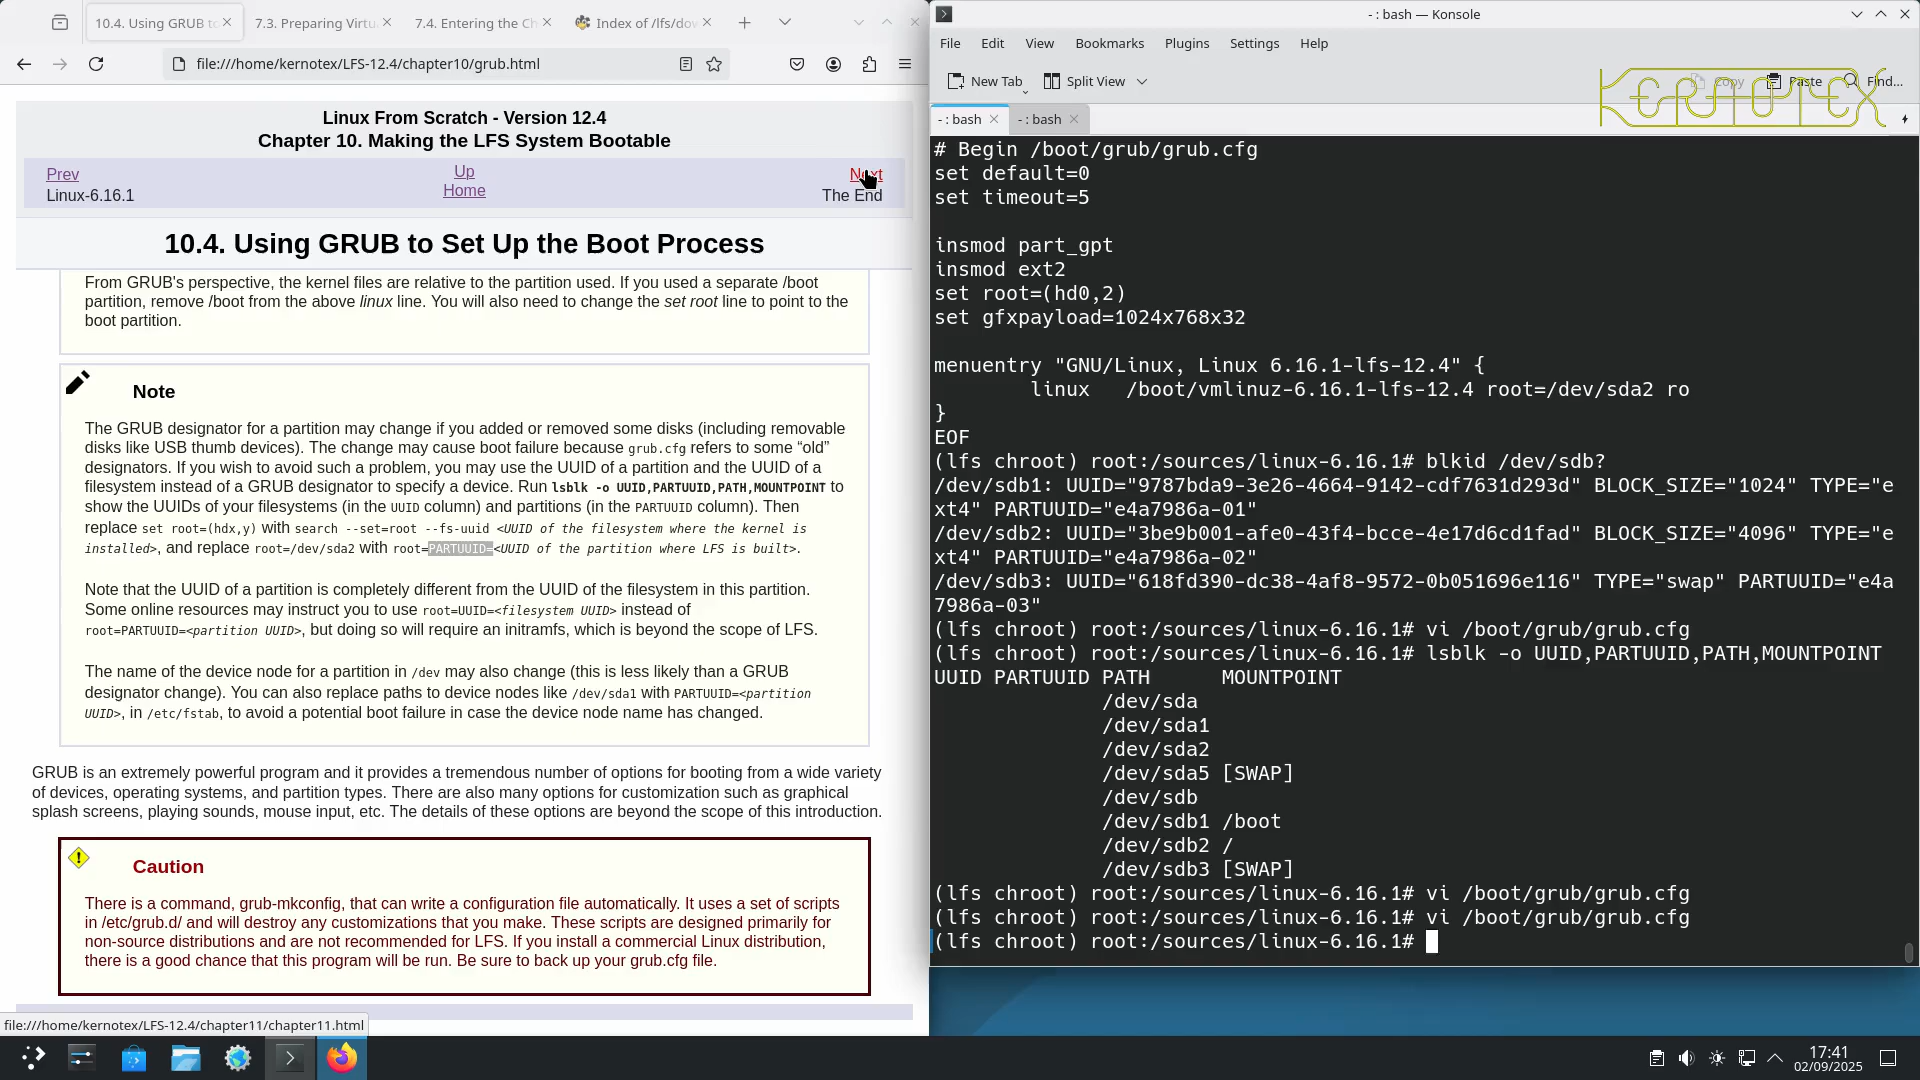 10.4. Using GRUB to
7.3. Preparing Virtu
7.4. Entering the Ch
Index of /lfs/dov
file:///home/kernotex/LFS-12.4/chapter10/grub.html
Linux From Scratch - Version 12.4
Chapter 10. Making the LFS System Bootable
Prev
Up
Next
Linux-6.16.1
Home
The End
10.4. Using GRUB to Set Up the Boot Process
From GRUB's perspective, the kernel files are relative to the partition used. If you used a separate /boot
partition, remove /boot from the above linux line. You will also need to change the set root line to point to the
boot partition.
Note
The GRUB designator for a partition may change if you added or removed some disks (including removable
disks like USB thumb devices). The change may cause boot failure because grub.cfg refers to some “old”
designators. If you wish to avoid such a problem, you may use the UUID of a partition and the UUID of a
filesystem instead of a GRUB designator to specify a device. Run lsblk -o UUID,PARTUUID,PATH,MOUNTPOINT to
show the UUIDs of your filesystems (in the UUID column) and partitions (in the PARTUUID column). Then
replace set root=(hdx,y) with search --set=root --fs-uuid <UUID of the filesystem where the kernel is
installed>, and replace root=/dev/sda2 with root=PARTUUID=<UUID of the partition where LFS is built>.
Note that the UUID of a partition is completely different from the UUID of the filesystem in this partition.
Some online resources may instruct you to use root=UUID=<filesystem UUID> instead of
root=PARTUUID=<partition UUID>, but doing so will require an initramfs, which is beyond the scope of LFS.
The name of the device node for a partition in /dev may also change (this is less likely than a GRUB
designator change). You can also replace paths to device nodes like /dev/sda1 with PARTUUID=<partition
UUID>, in /etc/fstab, to avoid a potential boot failure in case the device node name has changed.
GRUB is an extremely powerful program and it provides a tremendous number of options for booting from a wide variety
of devices, operating systems, and partition types. There are also many options for customization such as graphical
splash screens, playing sounds, mouse input, etc. The details of these options are beyond the scope of this introduction.
Caution
There is a command, grub-mkconfig, that can write a configuration file automatically. It uses a set of scripts
in /etc/grub.d/ and will destroy any customizations that you make. These scripts are designed primarily for
non-source distributions and are not recommended for LFS. If you install a commercial Linux distribution,
there is a good chance that this program will be run. Be sure to back up your grub.cfg file.
file:///home/kernotex/LFS-12.4/chapter11/chapter11.html
- : bash — Konsole
File Edit View Bookmarks Plugins Settings Help
New Tab Split View Copy Paste Find...
KERNOTEX
- : bash
- : bash
# Begin /boot/grub/grub.cfg
set default=0
set timeout=5
insmod part_gpt
insmod ext2
set root=(hd0,2)
set gfxpayload=1024x768x32
menuentry "GNU/Linux, Linux 6.16.1-lfs-12.4" {
linux /boot/vmlinuz-6.16.1-lfs-12.4 root=/dev/sda2 ro
}
EOF
(lfs chroot) root:/sources/linux-6.16.1# blkid /dev/sdb?
/dev/sdb1: UUID="9787bda9-3e26-4664-9142-cdf7631d293d" BLOCK_SIZE="1024" TYPE="e
xt4" PARTUUID="e4a7986a-01"
/dev/sdb2: UUID="3be9b001-afe0-43f4-bcce-4e17d6cd1fad" BLOCK_SIZE="4096" TYPE="e
xt4" PARTUUID="e4a7986a-02"
/dev/sdb3: UUID="618fd390-dc38-4af8-9572-0b051696e116" TYPE="swap" PARTUUID="e4a
7986a-03"
(lfs chroot) root:/sources/linux-6.16.1# vi /boot/grub/grub.cfg
(lfs chroot) root:/sources/linux-6.16.1# lsblk -o UUID,PARTUUID,PATH,MOUNTPOINT
UUID PARTUUID PATH MOUNTPOINT
/dev/sda
/dev/sda1
/dev/sda2
/dev/sda5 [SWAP]
/dev/sdb
/dev/sdb1 /boot
/dev/sdb2 /
/dev/sdb3 [SWAP]
(lfs chroot) root:/sources/linux-6.16.1# vi /boot/grub/grub.cfg
(lfs chroot) root:/sources/linux-6.16.1# vi /boot/grub/grub.cfg
(lfs chroot) root:/sources/linux-6.16.1#
17:41
02/09/2025